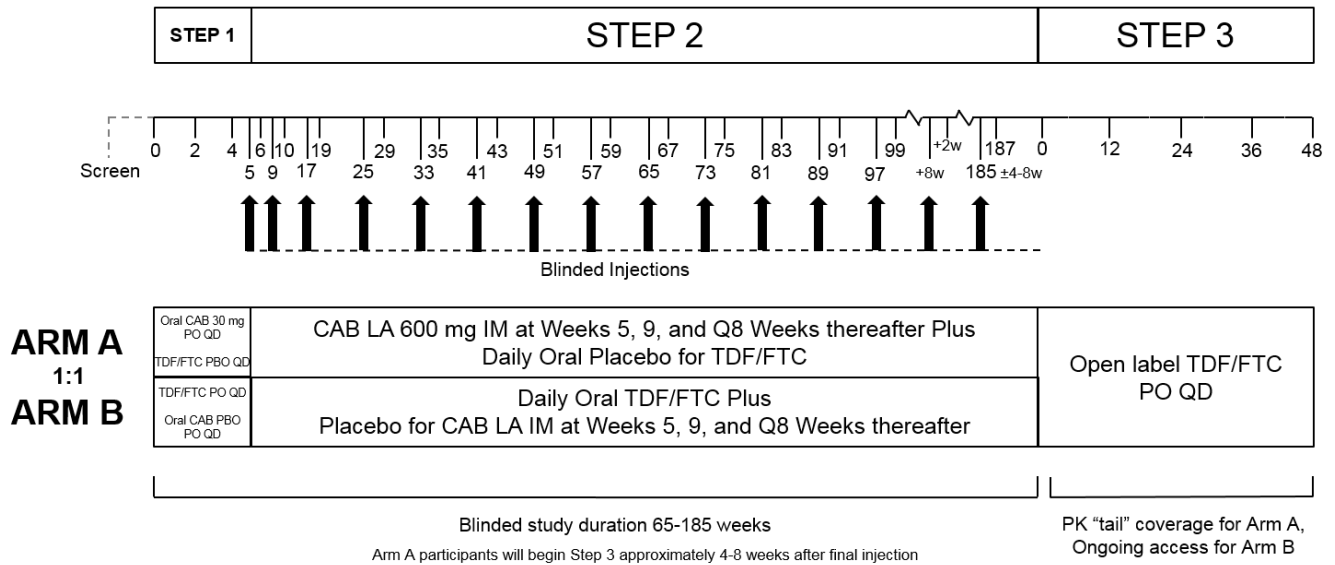 STEP 1 STEP 2 STEP 3
Screen
0 2 4 6 10 19 29 35 43 51 59 67 75 83 91 99 +2w 187 0 12 24 36 48
5 9 17 25 33 41 49 57 65 73 81 89 97 +8w 185 ±4-8w
Blinded Injections
ARM A
1:1
ARM B
Oral CAB 30 mg
PO QD
TDF/FTC PBO QD
CAB LA 600 mg IM at Weeks 5, 9, and Q8 Weeks thereafter Plus
Daily Oral Placebo for TDF/FTC
TDF/FTC PO QD
Oral CAB PBO
PO QD
Daily Oral TDF/FTC Plus
Placebo for CAB LA IM at Weeks 5, 9, and Q8 Weeks thereafter
Open label TDF/FTC
PO QD
Blinded study duration 65-185 weeks
Arm A participants will begin Step 3 approximately 4-8 weeks after final injection
PK “tail” coverage for Arm A,
Ongoing access for Arm B